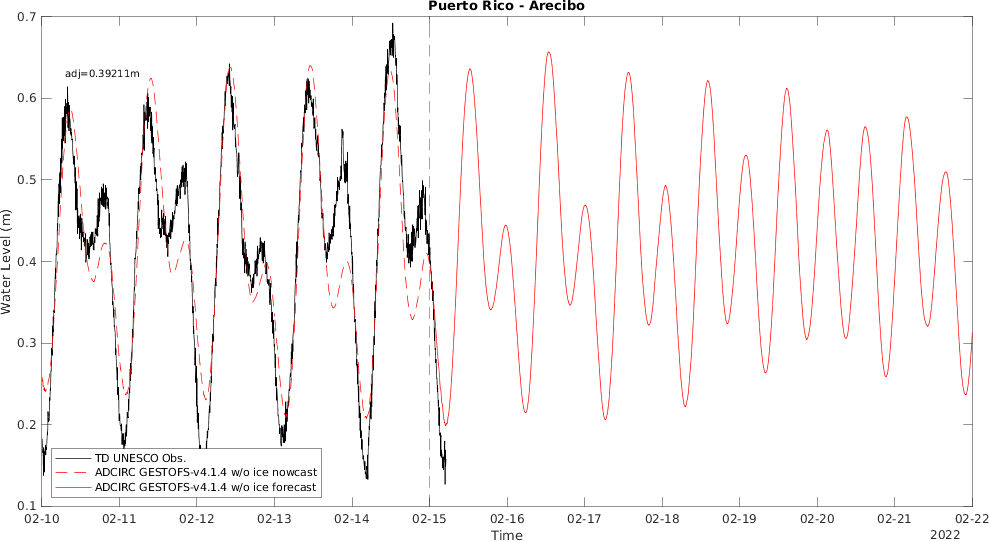 Puerto Rico - Arecibo
adj=0.39211m
Water Level (m)
0.7
0.6
0.5
0.4
0.3
0.2
0.1
TD UNESCO Obs.
ADCIRC GESTOFS-v4.1.4 w/o ice nowcast
ADCIRC GESTOFS-v4.1.4 w/o ice forecast
02-10 02-11 02-12 02-13 02-14 02-15 02-16 02-17 02-18 02-19 02-20 02-21 02-22
Time
2022